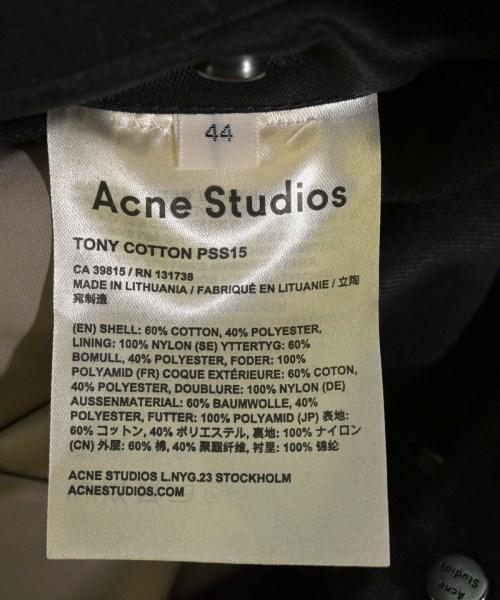 44
Acne Studios
TONY COTTON PSS15
CA 39815 / RN 131738
MADE IN LITHUANIA / FABRIQUÉ EN LITUANIE / 立陶
宛制造
(EN) SHELL: 60% COTTON, 40% POLYESTER,
LINING: 100% NYLON (SE) YTTERTYG: 60%
BOMULL, 40% POLYESTER, FODER: 100%
POLYAMID (FR) COQUE EXTÉRIEURE: 60% COTON,
40% POLYESTER, DOUBLURE: 100% NYLON (DE)
AUSSENMATERIAL: 60% BAUMWOLLE, 40%
POLYESTER, FUTTER: 100% POLYAMID (JP) 表地:
60% コットン, 40% ポリエステル, 裏地: 100% ナイロン
(CN) 外层: 60% 棉, 40% 聚酯纤维, 衬里: 100% 锦纶
ACNE STUDIOS L.NYG.23 STOCKHOLM
ACNESTUDIOS.COM
Acne
Studios